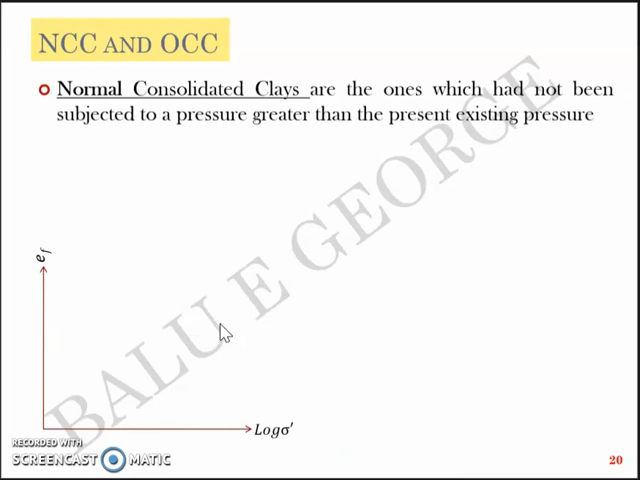 NCC AND OCC
Normal Consolidated Clays are the ones which had not been
subjected to a pressure greater than the present existing pressure
BALU E GEORGE
e_f
Logσ′
RECORDED WITH
SCREENCAST MATIC
20